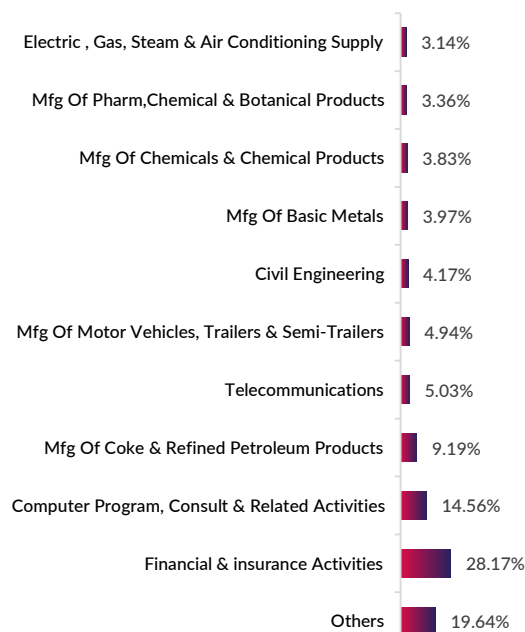 Electric , Gas, Steam & Air Conditioning Supply 3.14%
Mfg Of Pharm,Chemical & Botanical Products 3.36%
Mfg Of Chemicals & Chemical Products 3.83%
Mfg Of Basic Metals 3.97%
Civil Engineering 4.17%
Mfg Of Motor Vehicles, Trailers & Semi-Trailers 4.94%
Telecommunications 5.03%
Mfg Of Coke & Refined Petroleum Products 9.19%
Computer Program, Consult & Related Activities 14.56%
Financial & insurance Activities 28.17%
Others 19.64%